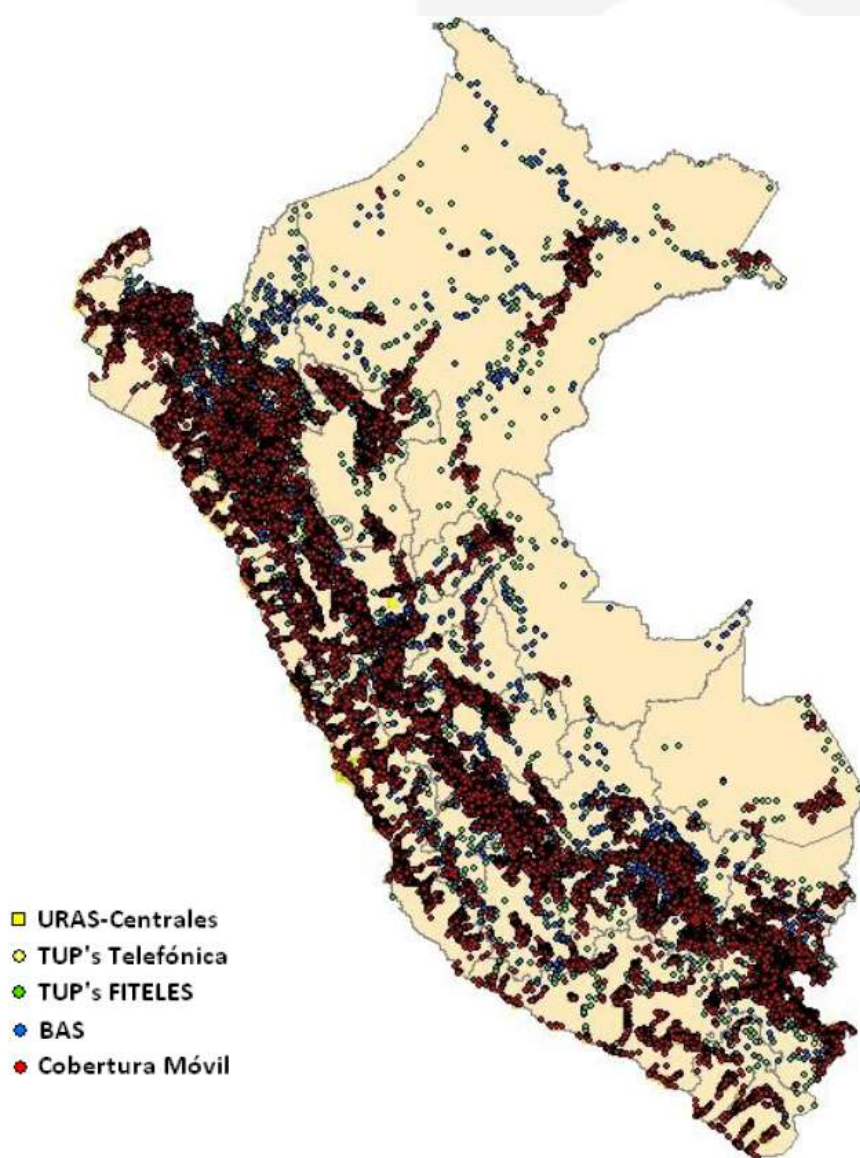 URAS-Centrales
TUP's Telefónica
TUP's FITELES
BAS
Cobertura Móvil